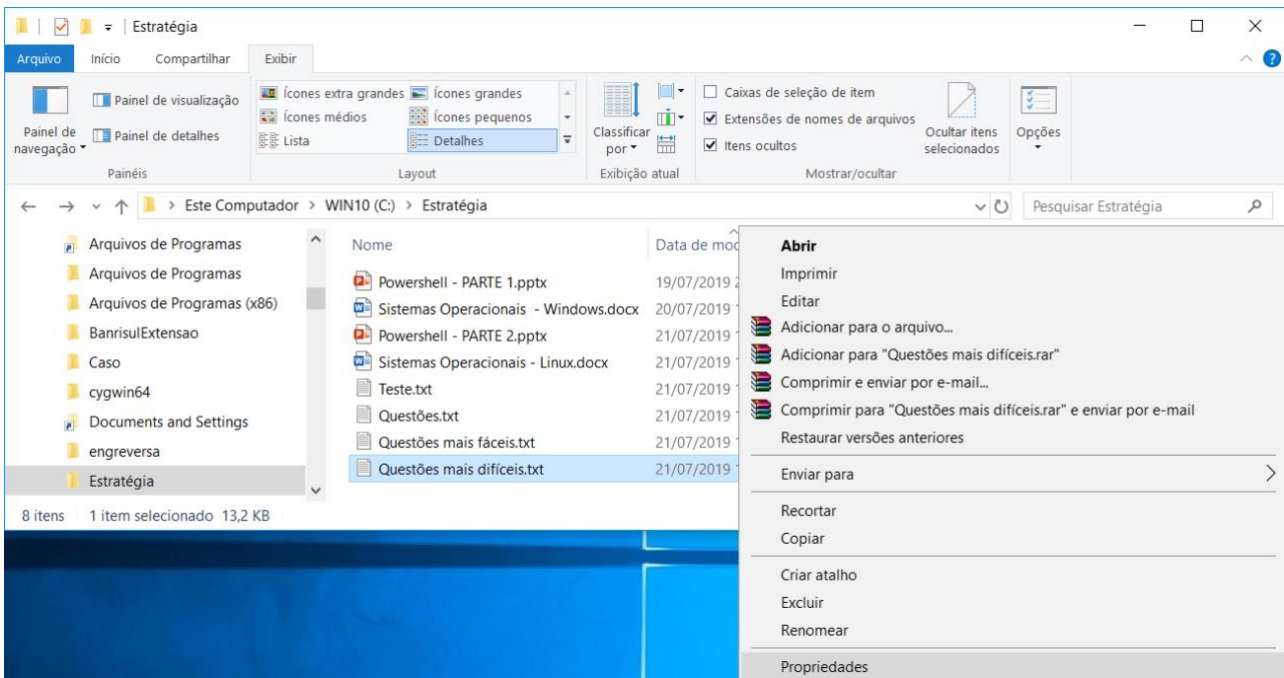 Estratégia
Arquivo Início Compartilhar Exibir
Painel de navegação
Painel de visualização
Painel de detalhes
Painéis
Ícones extra grandes Ícones grandes
Ícones médios Ícones pequenos
Lista Detalhes
Layout
Classificar por
Exibição atual
Caixas de seleção de item
Extensões de nomes de arquivos
Itens ocultos
Ocultar itens selecionados
Mostrar/ocultar
Opções
Este Computador > WIN10 (C:) > Estratégia
Pesquisar Estratégia
Arquivos de Programas
Arquivos de Programas
Arquivos de Programas (x86)
BanrisulExtensao
Caso
cygwin64
Documents and Settings
engreversa
Estratégia
Nome Data de
Powershell - PARTE 1.pptx 19/07/2019
Sistemas Operacionais - Windows.docx 20/07/2019
Powershell - PARTE 2.pptx 21/07/2019
Sistemas Operacionais - Linux.docx 21/07/2019
Teste.txt 21/07/2019
Questões.txt 21/07/2019
Questões mais fáceis.txt 21/07/2019
Questões mais difíceis.txt 21/07/2019
8 itens 1 item selecionado 13,2 KB
Abrir
Imprimir
Editar
Adicionar para o arquivo...
Adicionar para "Questões mais difíceis.rar"
Comprimir e enviar por e-mail...
Comprimir para "Questões mais difíceis.rar" e enviar por e-mail
Restaurar versões anteriores
Enviar para
Recortar
Copiar
Criar atalho
Excluir
Renomear
Propriedades